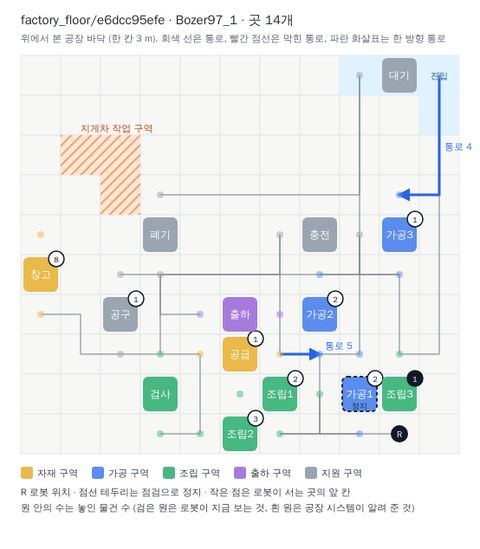 factory_floor/e6dcc95efe · Bozer97_1 · 곳 14개
위에서 본 공장 바닥 (한 칸 3 m). 회색 선은 통로, 빨간 점선은 막힌 통로, 파란 화살표는 한 방향 통로
대기
진입
지게차 작업 구역
통로 4
1
폐기
충전
가공3
8
창고
1
공구
출하
2
가공2
1
공급
통로 5
검사
2
조립1
2
가공1
정지
1
조립3
3
조립2
R
자재 구역
가공 구역
조립 구역
출하 구역
지원 구역
R 로봇 위치 · 점선 테두리는 점검으로 정지 · 작은 점은 로봇이 서는 곳의 앞 칸
원 안의 수는 놓인 물건 수 (검은 원은 로봇이 지금 보는 것, 흰 원은 공장 시스템이 알려 준 것)